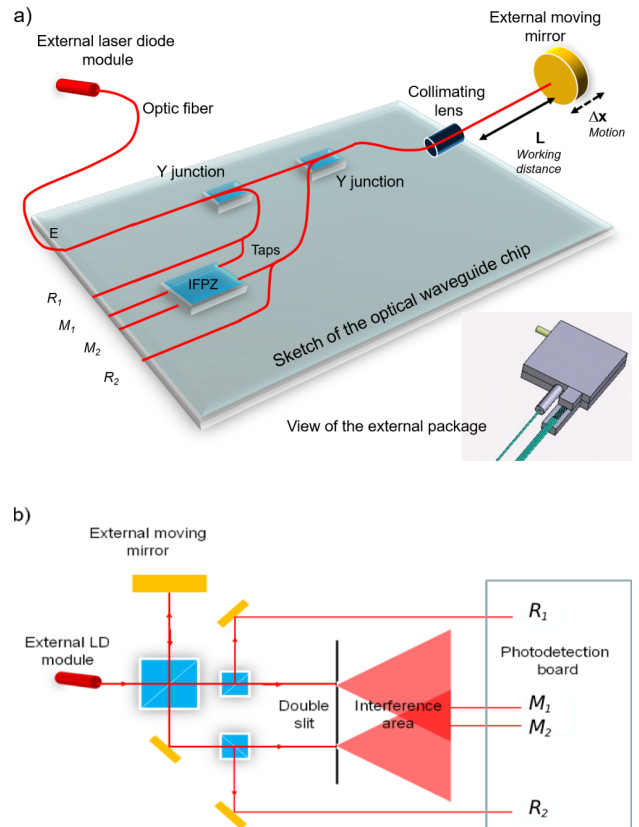 a)
External laser diode
module
Optic fiber
External moving
mirror
Collimating
lens
Δx
Motion
L
Working
distance
Y junction
Y junction
E
Taps
IFPZ
R1
M1
M2
R2
Sketch of the optical waveguide chip
View of the external package
b)
External moving
mirror
External LD
module
Double
slit
Interference
area
Photodetection
board
R1
M1
M2
R2